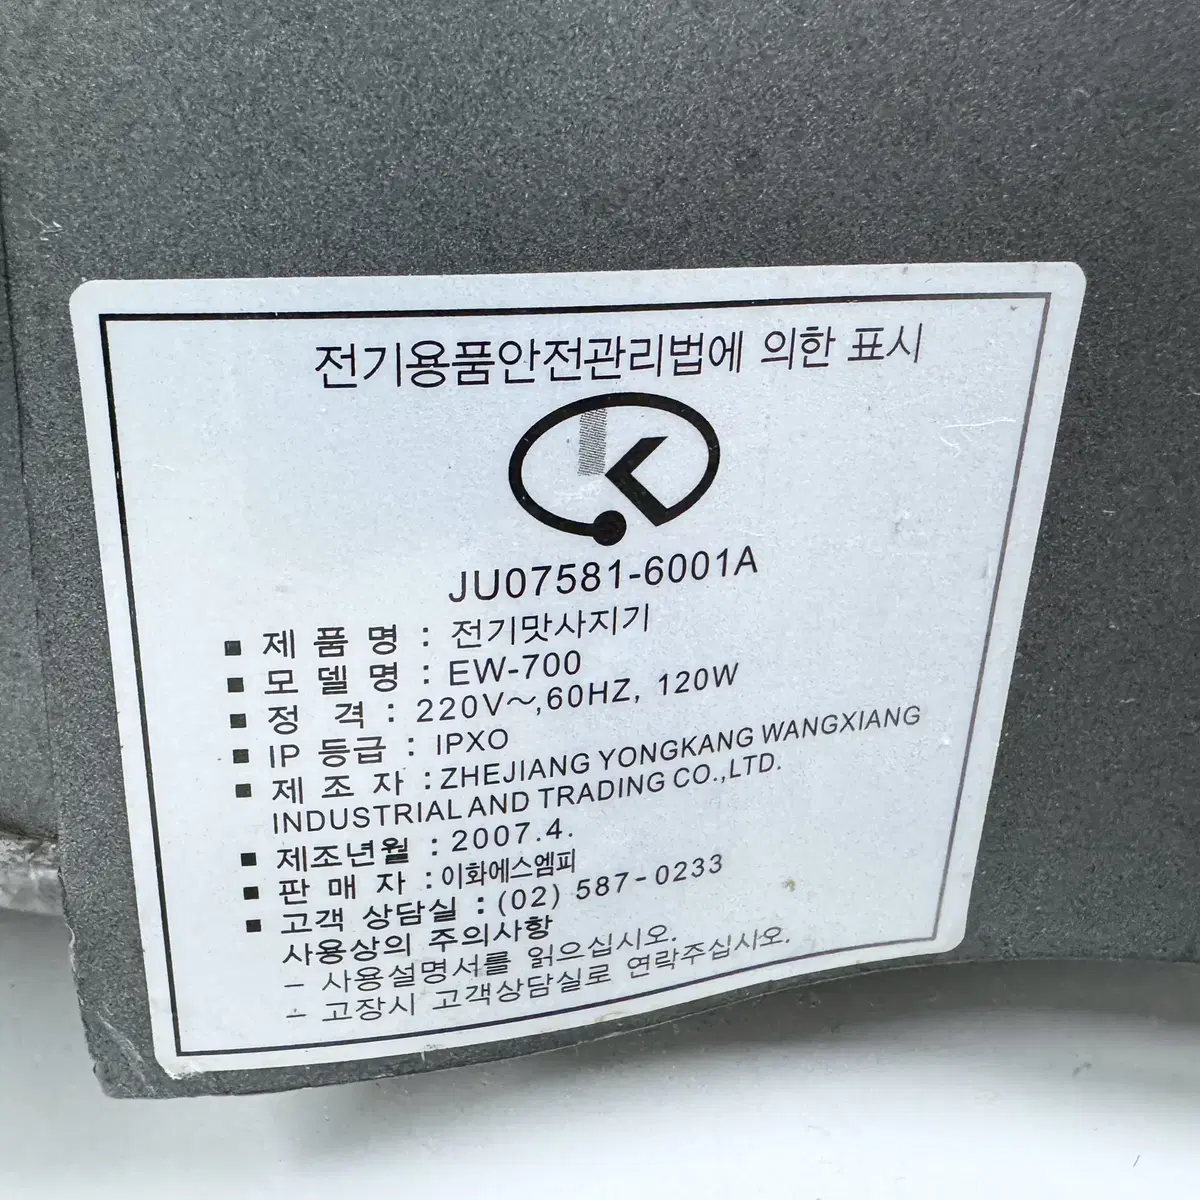 전기용품안전관리법에 의한 표시
JU07581-6001A
■ 제 품 명 : 전기맛사지기
■ 모 델 명 : EW-700
■ 정 격 : 220V～,60HZ, 120W
■ IP 등급 : IPXO
■ 제 조 자 : ZHEJIANG YONGKANG WANGXIANG
INDUSTRIAL AND TRADING CO.,LTD.
■ 제조년월 : 2007.4.
■ 판 매 자 : 이화에스엠피
■ 고객 상담실 : (02) 587-0233
사용상의 주의사항
- 사용설명서를 읽으십시오.
- 고장시 고객상담실로 연락주십시오.